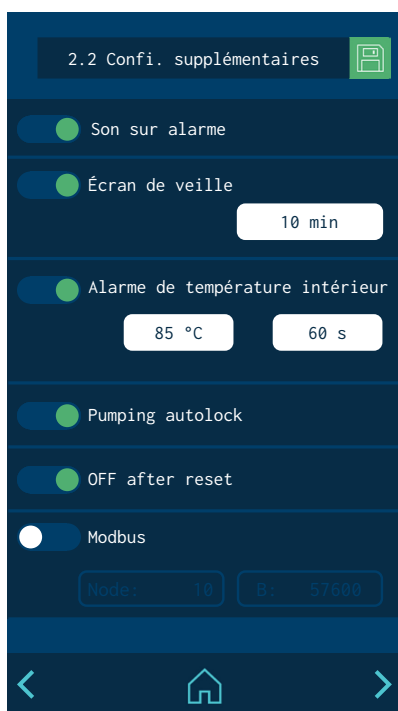 2.2 Confi. supplémentaires
Son sur alarme
Écran de veille
10 min
Alarme de température intérieur
85 °C 60 s
Pumping autolock
OFF after reset
Modbus
Node: 10 B: 57600